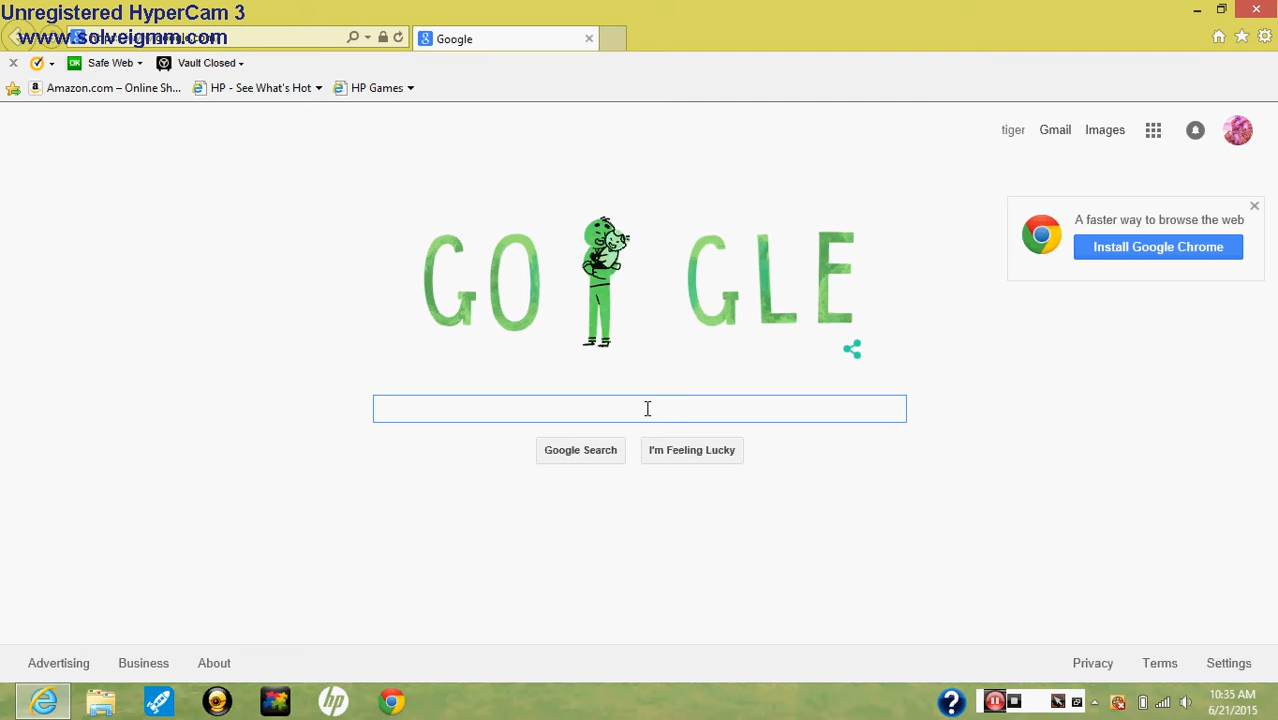 Unregistered HyperCam 3
www.solveigmm.com
Google
Safe Web
Vault Closed
Amazon.com – Online Sh...
HP - See What's Hot
HP Games
tiger
Gmail
Images
A faster way to browse the web
Install Google Chrome
GO GLE
Google Search
I'm Feeling Lucky
Advertising
Business
About
Privacy
Terms
Settings
10:35 AM
6/21/2015